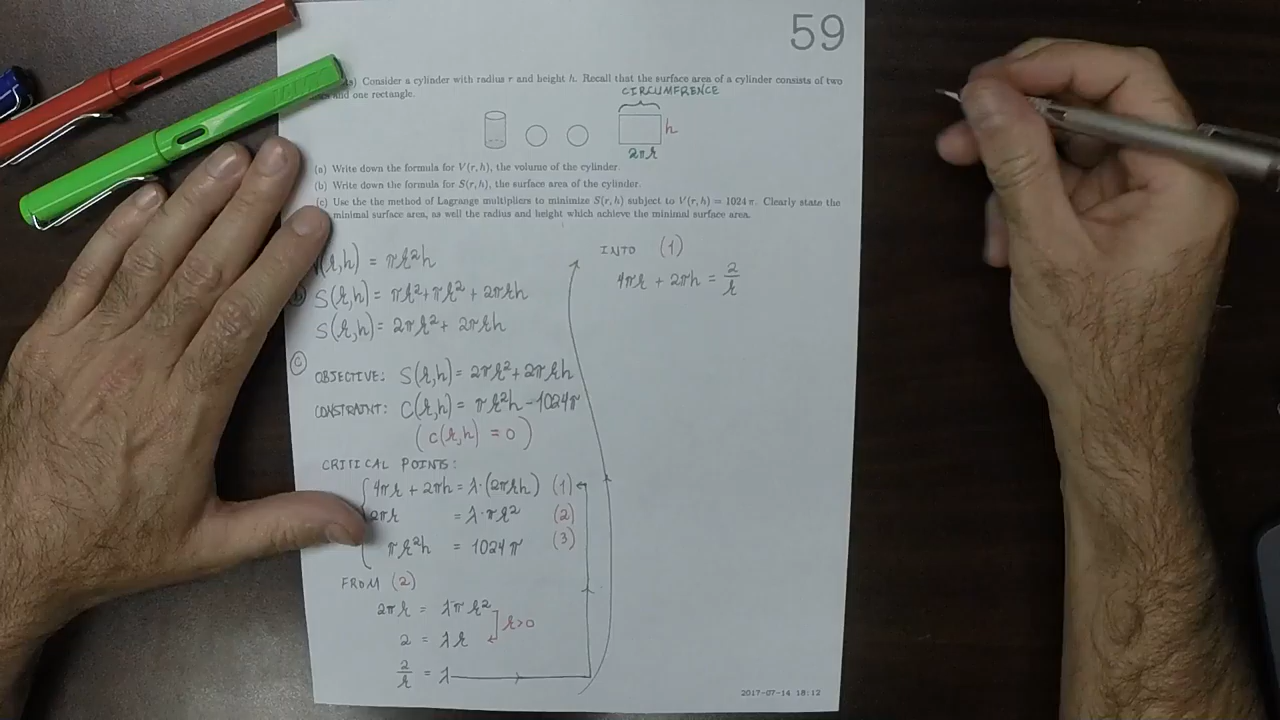 59
) Consider a cylinder with radius r and height h. Recall that the surface area of a cylinder consists of two
and one rectangle.
CIRCUMFRENCE
h
2πr
(a) Write down the formula for V(r, h), the volume of the cylinder.
(b) Write down the formula for S(r, h), the surface area of the cylinder.
(c) Use the the method of Lagrange multipliers to minimize S(r, h) subject to V(r, h) = 1024 π. Clearly state the
minimal surface area, as well the radius and height which achieve the minimal surface area.
(r,h) = πr²h
S(r,h) = πr²+πr² + 2πrh
S(r,h) = 2πr² + 2πrh
(c)
OBJECTIVE: S(r,h) = 2πr²+2πrh
CONSTRAINT: C(r,h) = πr²h-1024π
(C(r,h) = 0)
CRITICAL POINTS:
4πr + 2πh = λ·(2πrh) (1)
2πr = λ·πr² (2)
πr²h = 1024π (3)
FROM (2)
2πr = λπr²
2 = λr
r>0
2/r = λ
INTO (1)
4πr + 2πh = 2/r
2017-07-14 18:12